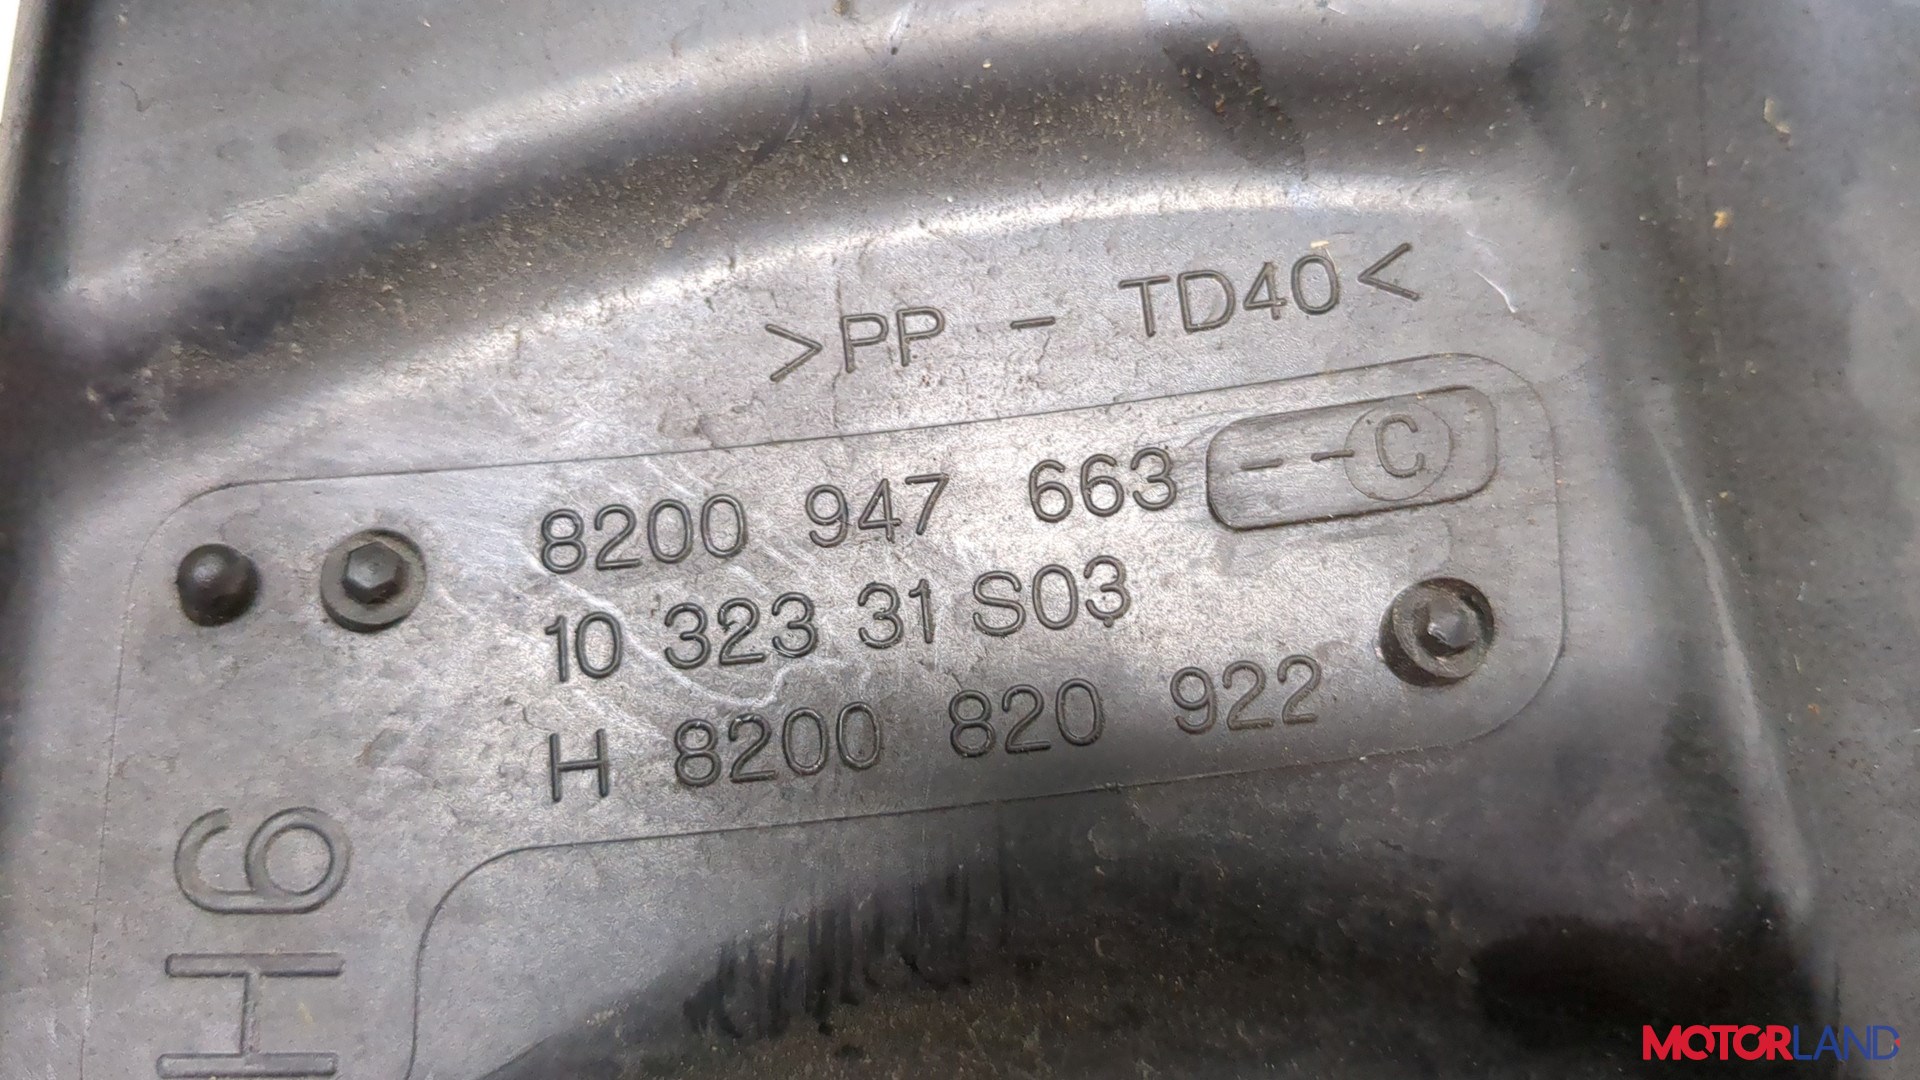 >PP - TD40<
8200 947 663 --C
10 323 31 S03
H 8200 820 922
H6
MOTORLAND